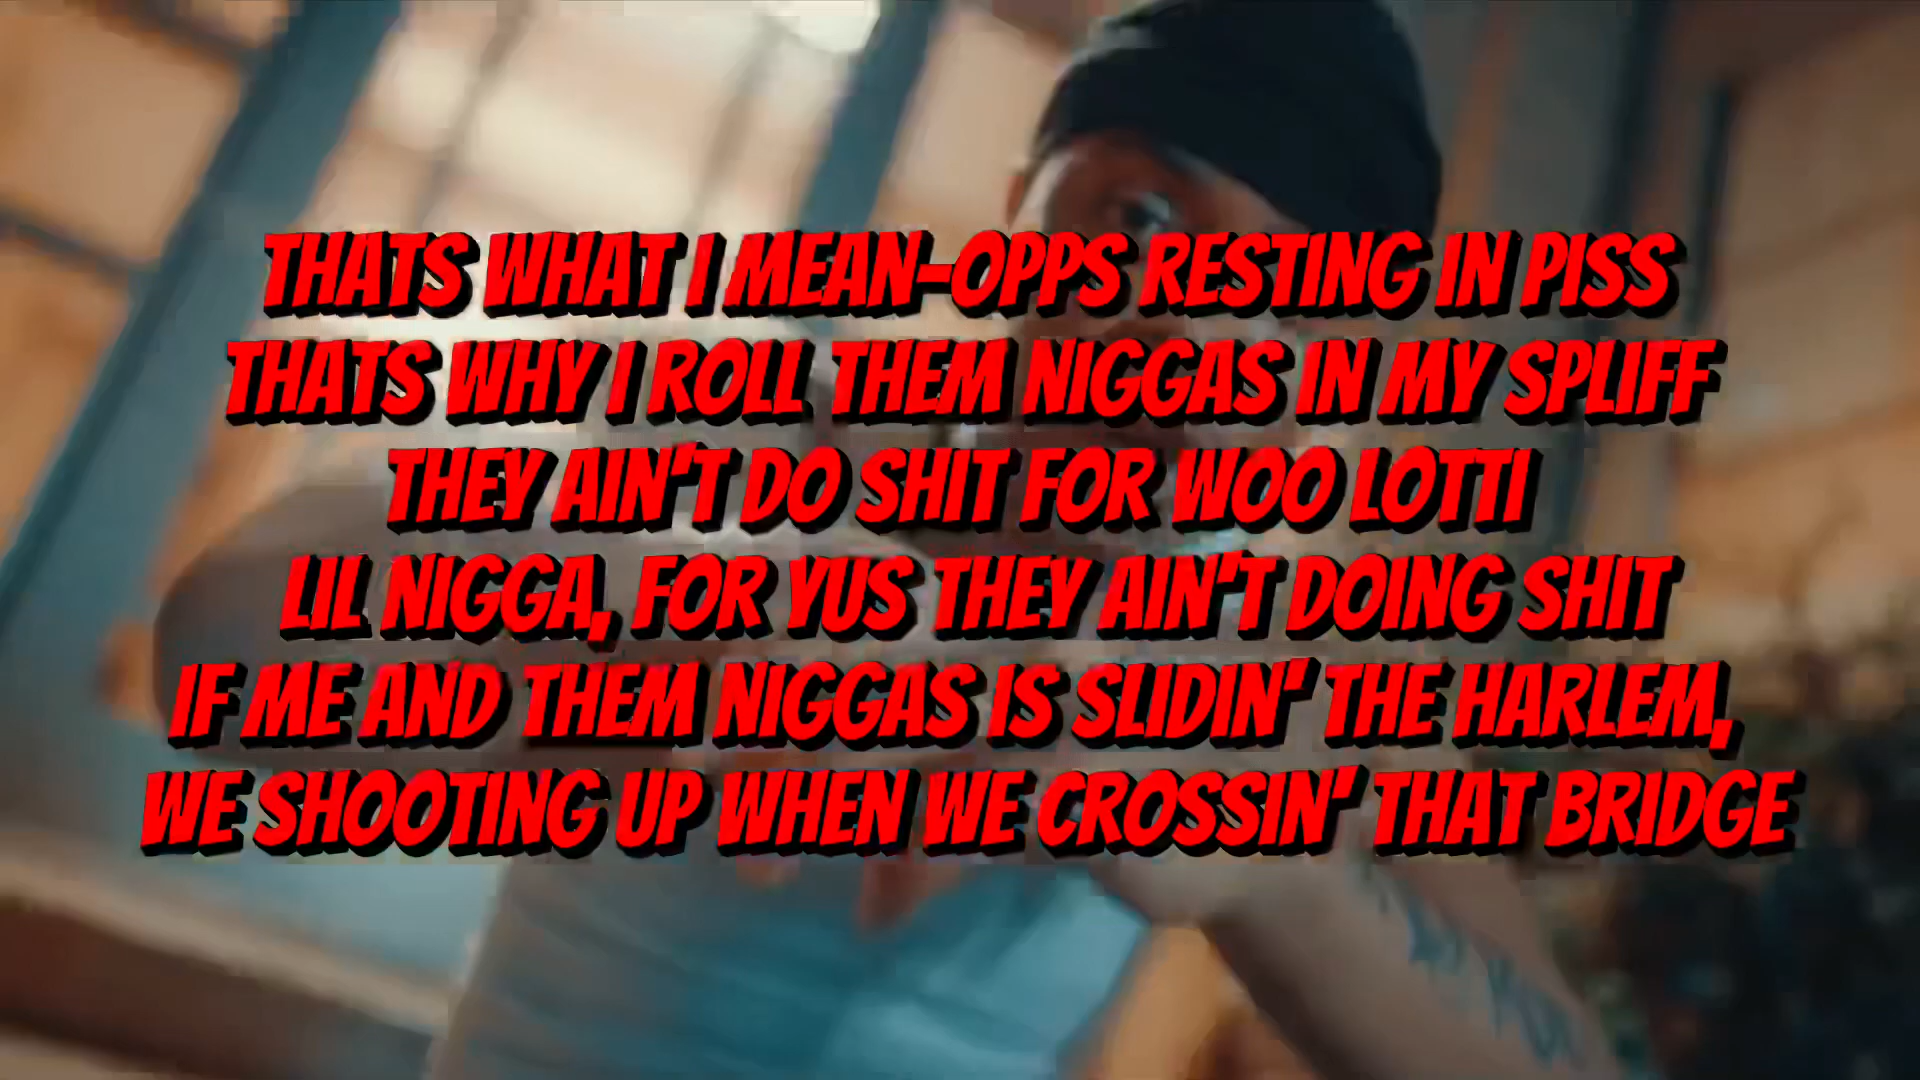 THATS WHAT I MEAN-OPPS RESTING IN PISS
THATS WHY I ROLL THEM NIGGAS IN MY SPLIFF
THEY AIN'T DO SHIT FOR WOO LOTTI
LIL NIGGA, FOR YUS THEY AIN'T DOING SHIT
IF ME AND THEM NIGGAS IS SLIDIN' THE HARLEM,
WE SHOOTING UP WHEN WE CROSSIN' THAT BRIDGE